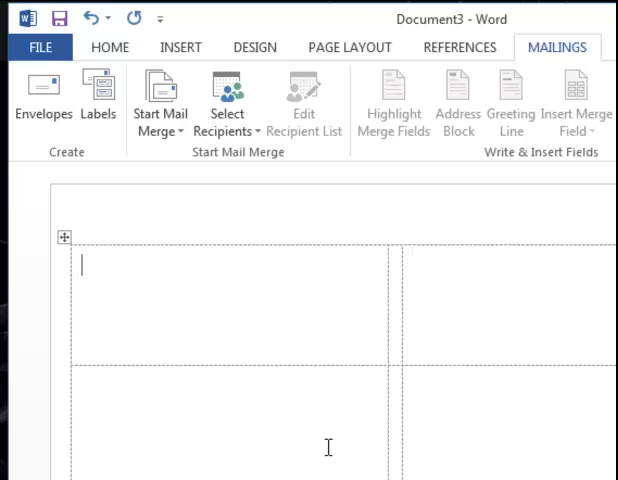 Document3 - Word
FILE HOME INSERT DESIGN PAGE LAYOUT REFERENCES MAILINGS
Envelopes Labels Start Mail Merge Select Recipients Edit Recipient List Highlight Merge Fields Address Block Greeting Line Insert Merge Field
Create Start Mail Merge Write & Insert Fields